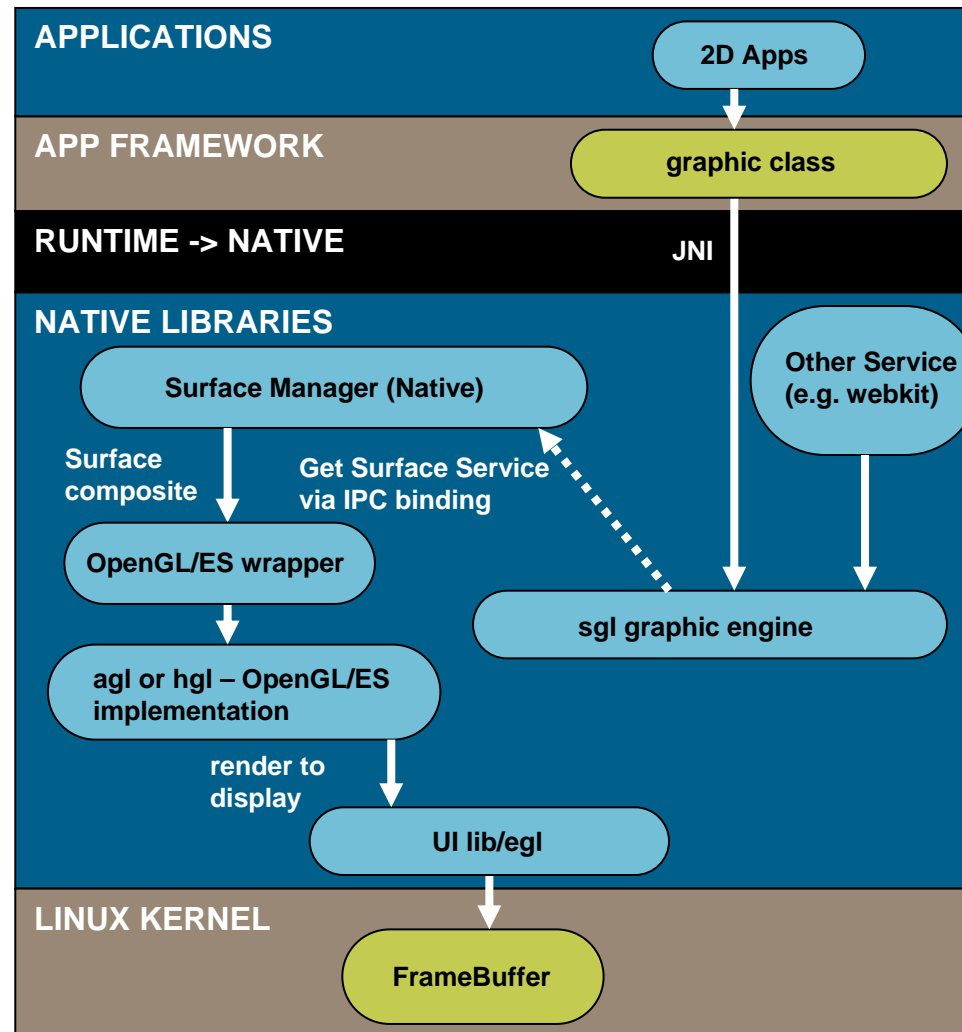 APPLICATIONS
2D Apps
APP FRAMEWORK
graphic class
RUNTIME -> NATIVE
JNI
NATIVE LIBRARIES
Surface Manager (Native)
Other Service
(e.g. webkit)
Surface
composite
Get Surface Service
via IPC binding
OpenGL/ES wrapper
sgl graphic engine
agl or hgl – OpenGL/ES
implementation
render to
display
UI lib/egl
LINUX KERNEL
FrameBuffer